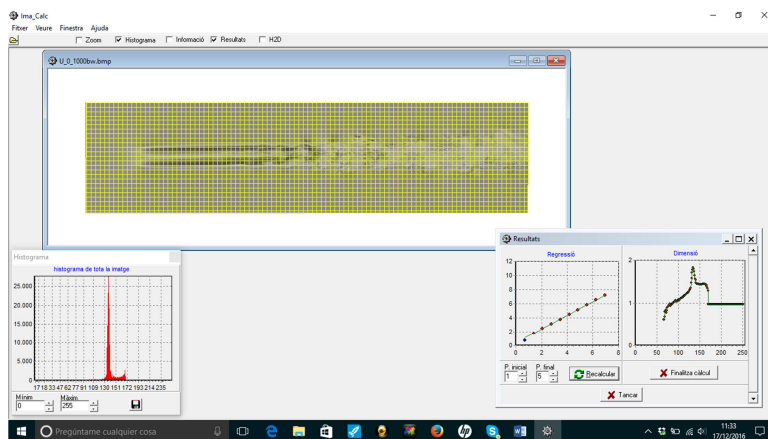 Ima_Calc
Fitxer Veure Finestra Ajuda
Zoom Histograma Informació Resultats H2D
U_0_1000bw.bmp
Histograma
histograma de tota la imatge
25.000
20.000
15.000
10.000
5.000
0
17 18 33 47 62 77 91 109 130 151 172 193 214 235
Mínim Màxim
0 255
Resultats
Regressió
12
10
8
6
4
2
0
0 2 4 6 8
P. inicial P. final
1 5 Recalcular
Dimensió
2
1
0
0 50 100 150 200 250
Finalitza càlcul
Tancar
Pregúntame cualquier cosa
11:33
17/12/2016